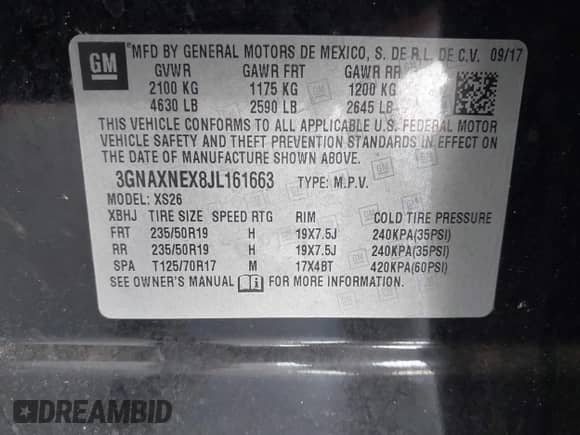 GM MFD BY GENERAL MOTORS DE MEXICO, S. DE R.L. DE C.V. 09/17
GVWR GAWR FRT GAWR RR
2100 KG 1175 KG 1200 KG
4630 LB 2590 LB 2645 LB
THIS VEHICLE CONFORMS TO ALL APPLICABLE U.S. FEDERAL MOTOR
VEHICLE SAFETY AND THEFT PREVENTION STANDARDS IN EFFECT ON
THE DATE OF MANUFACTURE SHOWN ABOVE.
3GNAXNEX8JL161663 TYPE: M.P.V.
MODEL: XS26
XBHJ TIRE SIZE SPEED RTG RIM COLD TIRE PRESSURE
FRT 235/50R19 H 19X7.5J 240KPA(35PSI)
RR 235/50R19 H 19X7.5J 240KPA(35PSI)
SPA T125/70R17 M 17X4BT 420KPA(60PSI)
SEE OWNER'S MANUAL FOR MORE INFORMATION.
DREAMBID